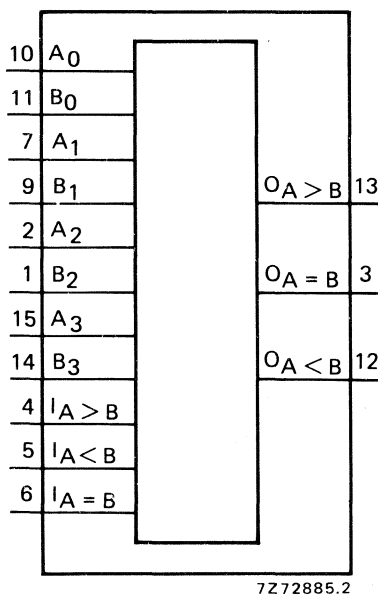 10 A0
11 B0
7 A1
9 B1
OA > B 13
2 A2
1 B2
OA = B 3
15 A3
14 B3
OA < B 12
4 IA > B
5 IA < B
6 IA = B
7Z72885.2